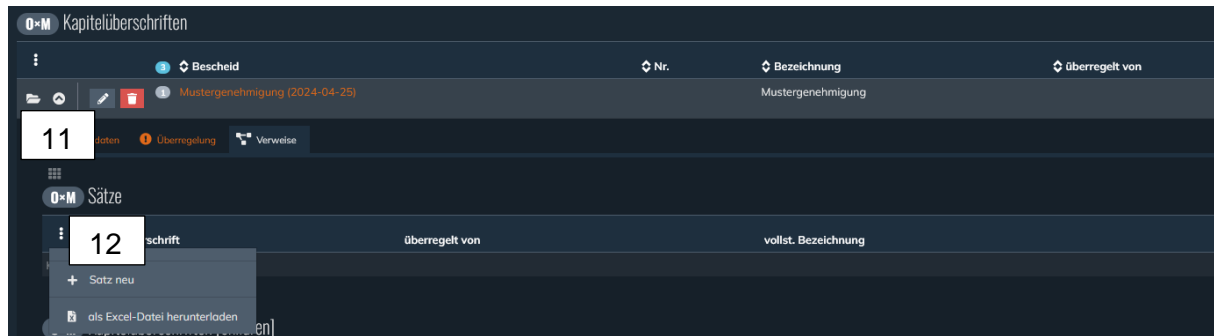 0×M Kapitelüberschriften
3 Bescheid Nr. Bezeichnung überregelt von
1 Mustergenehmigung (2024-04-25) Mustergenehmigung
11 daten Überregelung Verweise
0×M Sätze
12 schrift überregelt von vollst. Bezeichnung
+ Satz neu
als Excel-Datei herunterladen